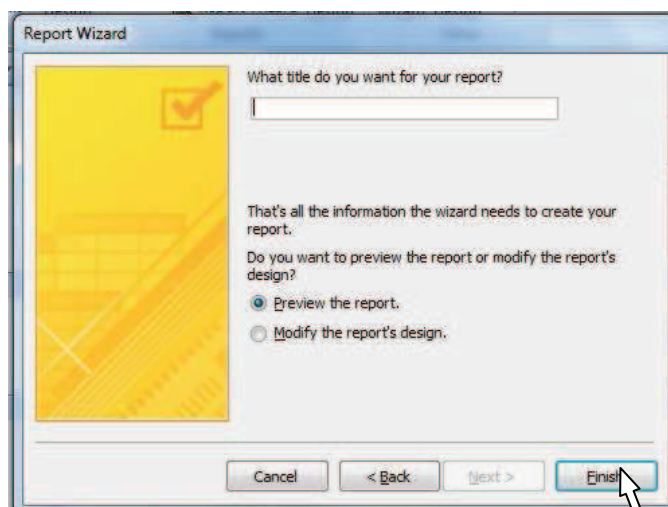 Report Wizard
What title do you want for your report?
That's all the information the wizard needs to create your
report.
Do you want to preview the report or modify the report's
design?
Preview the report.
Modify the report's design.
Cancel < Back Next > Finish